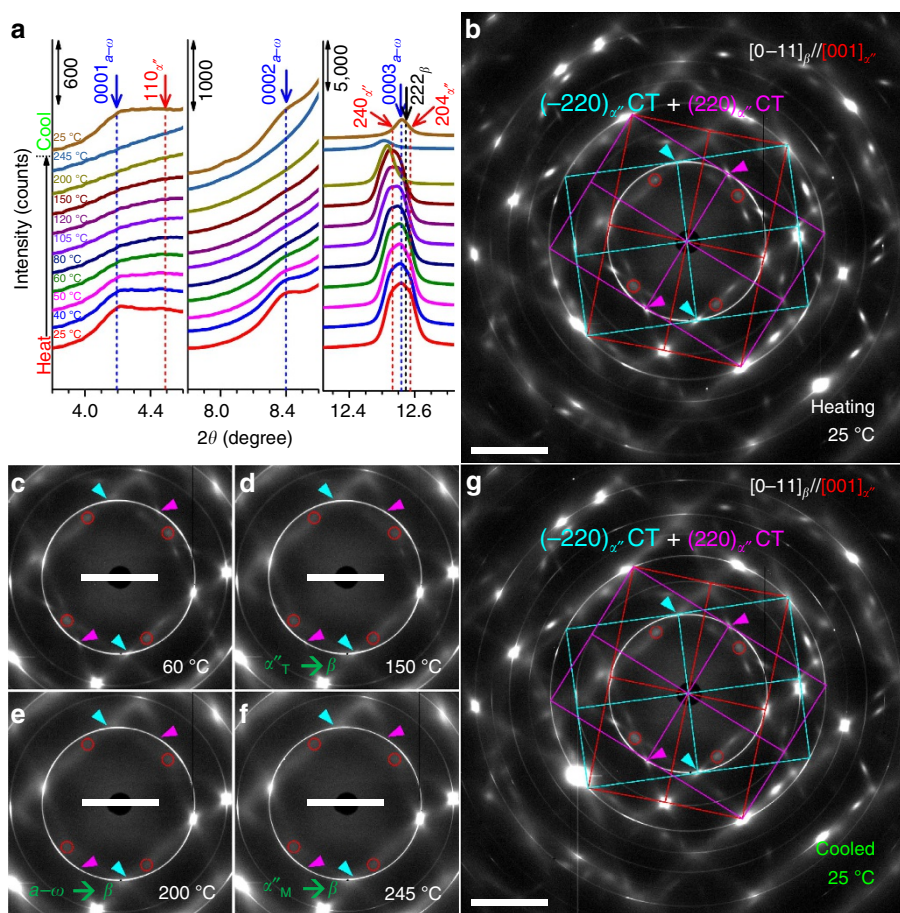 a
600
0001a–ω
110α″
1000
0002a–ω
5,000
240α″
0003a–ω
222β
204α″
Intensity (counts)
Cool
Heat
25 °C
245 °C
200 °C
150 °C
120 °C
105 °C
80 °C
60 °C
50 °C
40 °C
25 °C
4.0 4.4 8.0 8.4 12.4 12.6
2θ (degree)
b
[0–11]β//[001]α″
(–220)α″CT + (220)α″CT
Heating
25 °C
c
60 °C
d
α″T → β 150 °C
e
a–ω → β 200 °C
f
α″M → β 245 °C
g
[0–11]β//[001]α″
(–220)α″CT + (220)α″CT
Cooled
25 °C